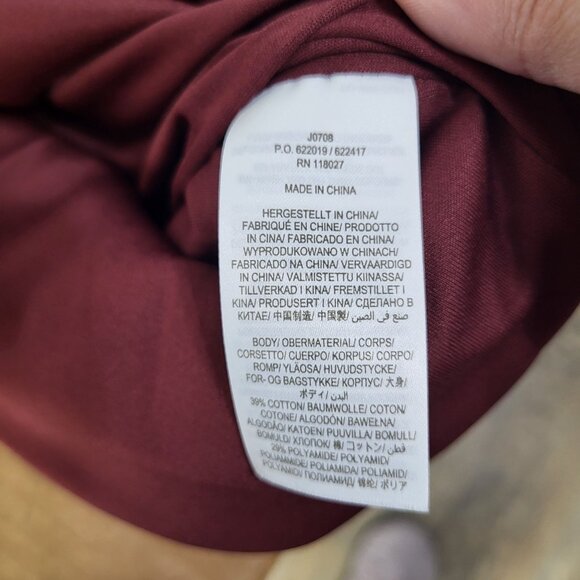 J0708
P.O. 622019 / 622417
RN 118027
MADE IN CHINA
HERGESTELLT IN CHINA/
FABRIQUÉ EN CHINE/ PRODOTTO
IN CINA/ FABRICADO EN CHINA/
WYPRODUKOWANO W CHINACH/
FABRICADO NA CHINA/ VERVAARDIGD
IN CHINA/ VALMISTETTU KIINASSA/
TILLVERKAD I KINA/ FREMSTILLET I
KINA/ PRODUSERT I KINA/ СДЕЛАНО В
КИТАЕ/ 中国制造/ 中国製/ صنع في الصين/
BODY/ OBERMATERIAL/ CORPS/
CORSETTO/ CUERPO/ KORPUS/ CORPO/
ROMP/ YLÄOSA/ HUVUDSTYCKE/
FOR- OG BAGSTYKKE/ КОРПУС/ 大身/
ボディ/ البدن/
39% COTTON/ BAUMWOLLE/ COTON/
COTONE/ ALGODÓN/ BAWEŁNA/
ALGODÃO/ KATOEN/ PUUVILLA/ BOMULL/
BOMULD/ ХЛОПОК/ 棉/ コットン/ قطن/
29% POLYAMIDE/ POLYAMID/
POLIAMMIDE/ POLIAMIDA/ POLIAMID/
POLYAMID/ ПОЛИАМИД/ 锦纶/ ポリア